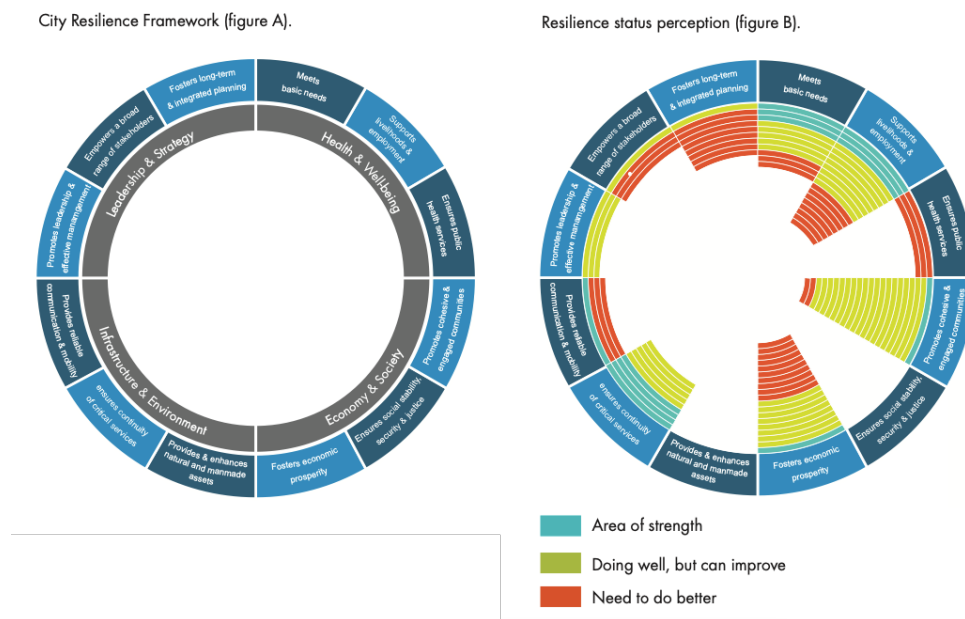 City Resilience Framework (figure A).
Resilience status perception (figure B).
Fosters long-term
& integrated planning
Meets
basic needs
Supports
livelihoods &
employment
Ensures public
health services
Promotes cohesive &
engaged communities
Ensures social stability,
security & justice
Fosters economic
prosperity
Provides & enhances
natural and manmade
assets
ensures continuity
of critical services
Provides reliable
communication & mobility
Promotes leadership &
effective manamgement
Empowers a broad
range of stakeholders
Leadership & Strategy
Health & Well-being
Economy & Society
Infrastructure & Environment
Fosters long-term
& integrated planning
Meets
basic needs
Supports
livelihoods &
employment
Ensures public
health services
Promotes cohesive &
engaged communities
Ensures social stability,
security & justice
Fosters economic
prosperity
Provides & enhances
natural and manmade
assets
ensures continuity
of critical services
Provides reliable
communication & mobility
Promotes leadership &
effective manamgement
Empowers a broad
range of stakeholders
Area of strength
Doing well, but can improve
Need to do better